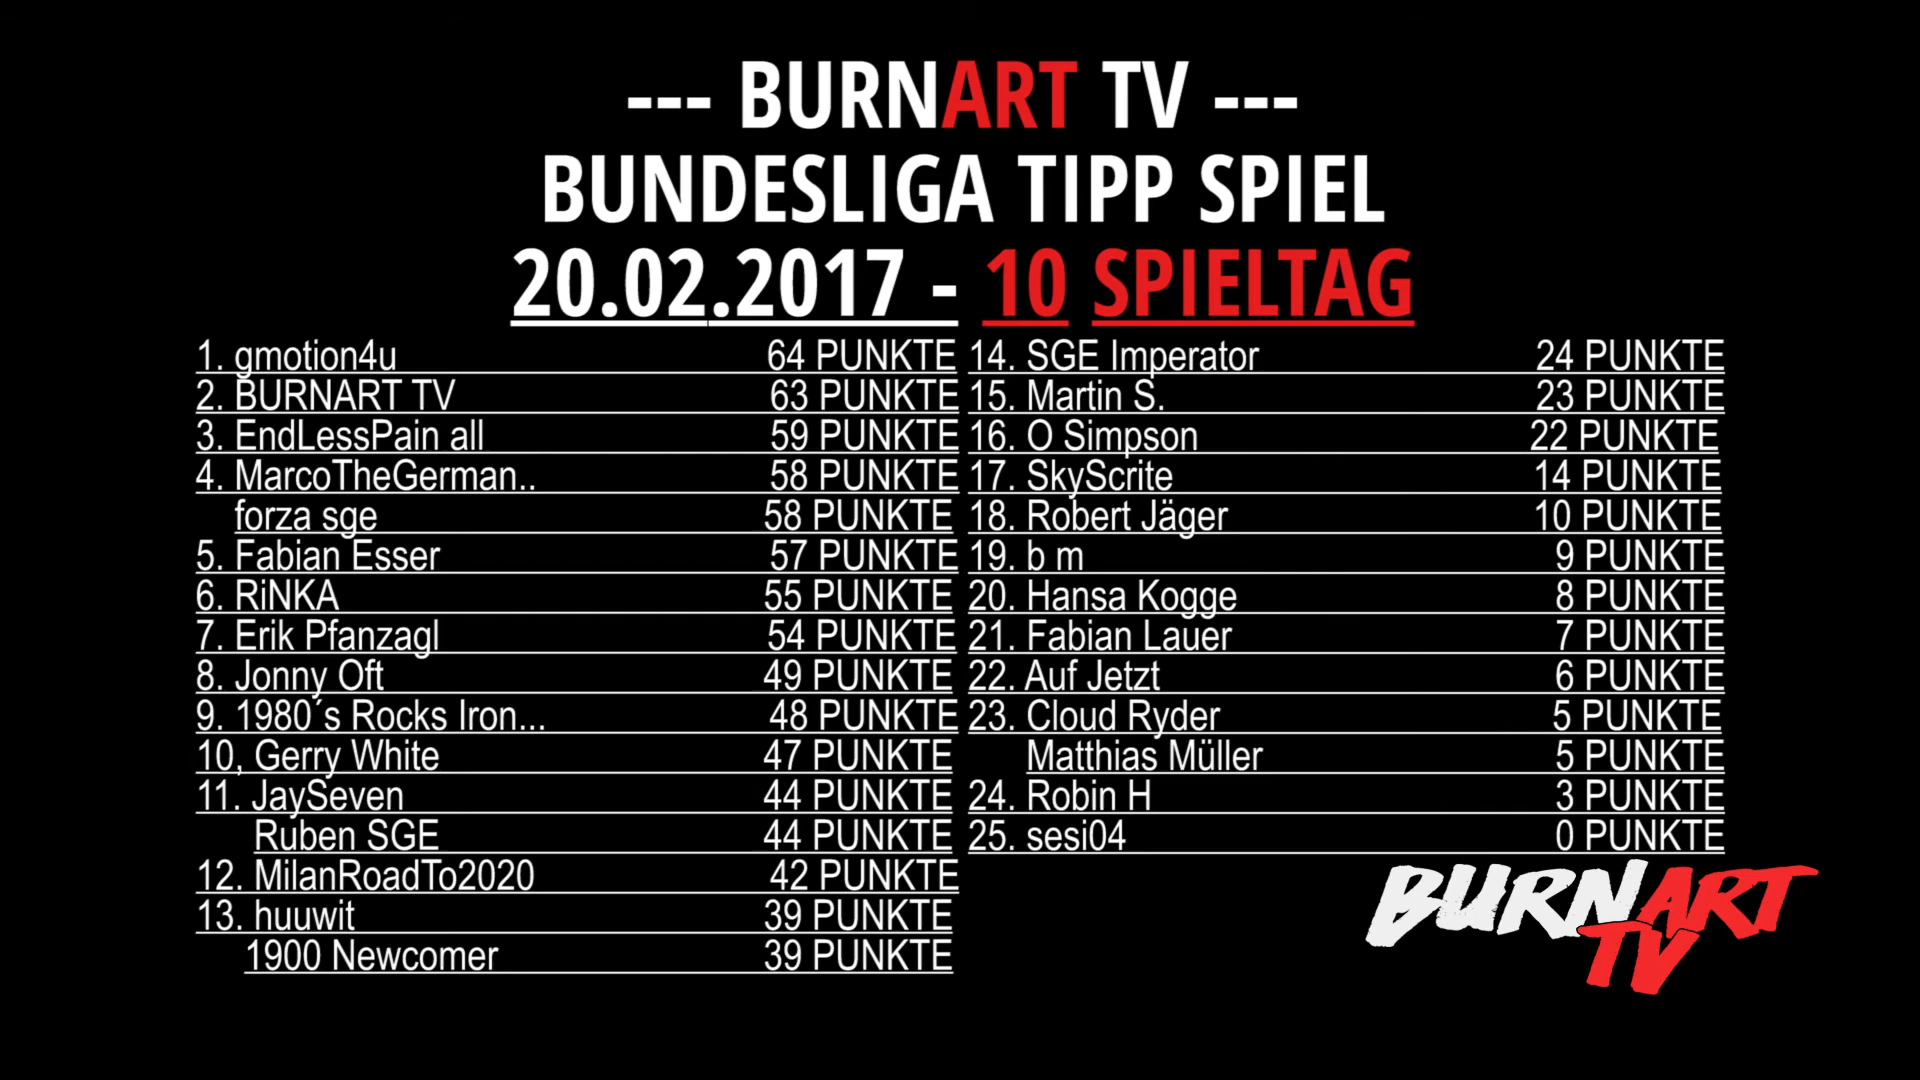 --- BURNART TV ---
BUNDESLIGA TIPP SPIEL
20.02.2017 - 10 SPIELTAG
1. gmotion4u 64 PUNKTE
2. BURNART TV 63 PUNKTE
3. EndLessPain all 59 PUNKTE
4. MarcoTheGerman.. 58 PUNKTE
forza sge 58 PUNKTE
5. Fabian Esser 57 PUNKTE
6. RiNKA 55 PUNKTE
7. Erik Pfanzagl 54 PUNKTE
8. Jonny Oft 49 PUNKTE
9. 1980´s Rocks Iron... 48 PUNKTE
10, Gerry White 47 PUNKTE
11. JaySeven 44 PUNKTE
Ruben SGE 44 PUNKTE
12. MilanRoadTo2020 42 PUNKTE
13. huuwit 39 PUNKTE
1900 Newcomer 39 PUNKTE
14. SGE Imperator 24 PUNKTE
15. Martin S. 23 PUNKTE
16. O Simpson 22 PUNKTE
17. SkyScrite 14 PUNKTE
18. Robert Jäger 10 PUNKTE
19. b m 9 PUNKTE
20. Hansa Kogge 8 PUNKTE
21. Fabian Lauer 7 PUNKTE
22. Auf Jetzt 6 PUNKTE
23. Cloud Ryder 5 PUNKTE
Matthias Müller 5 PUNKTE
24. Robin H 3 PUNKTE
25. sesi04 0 PUNKTE
BURNART
TV